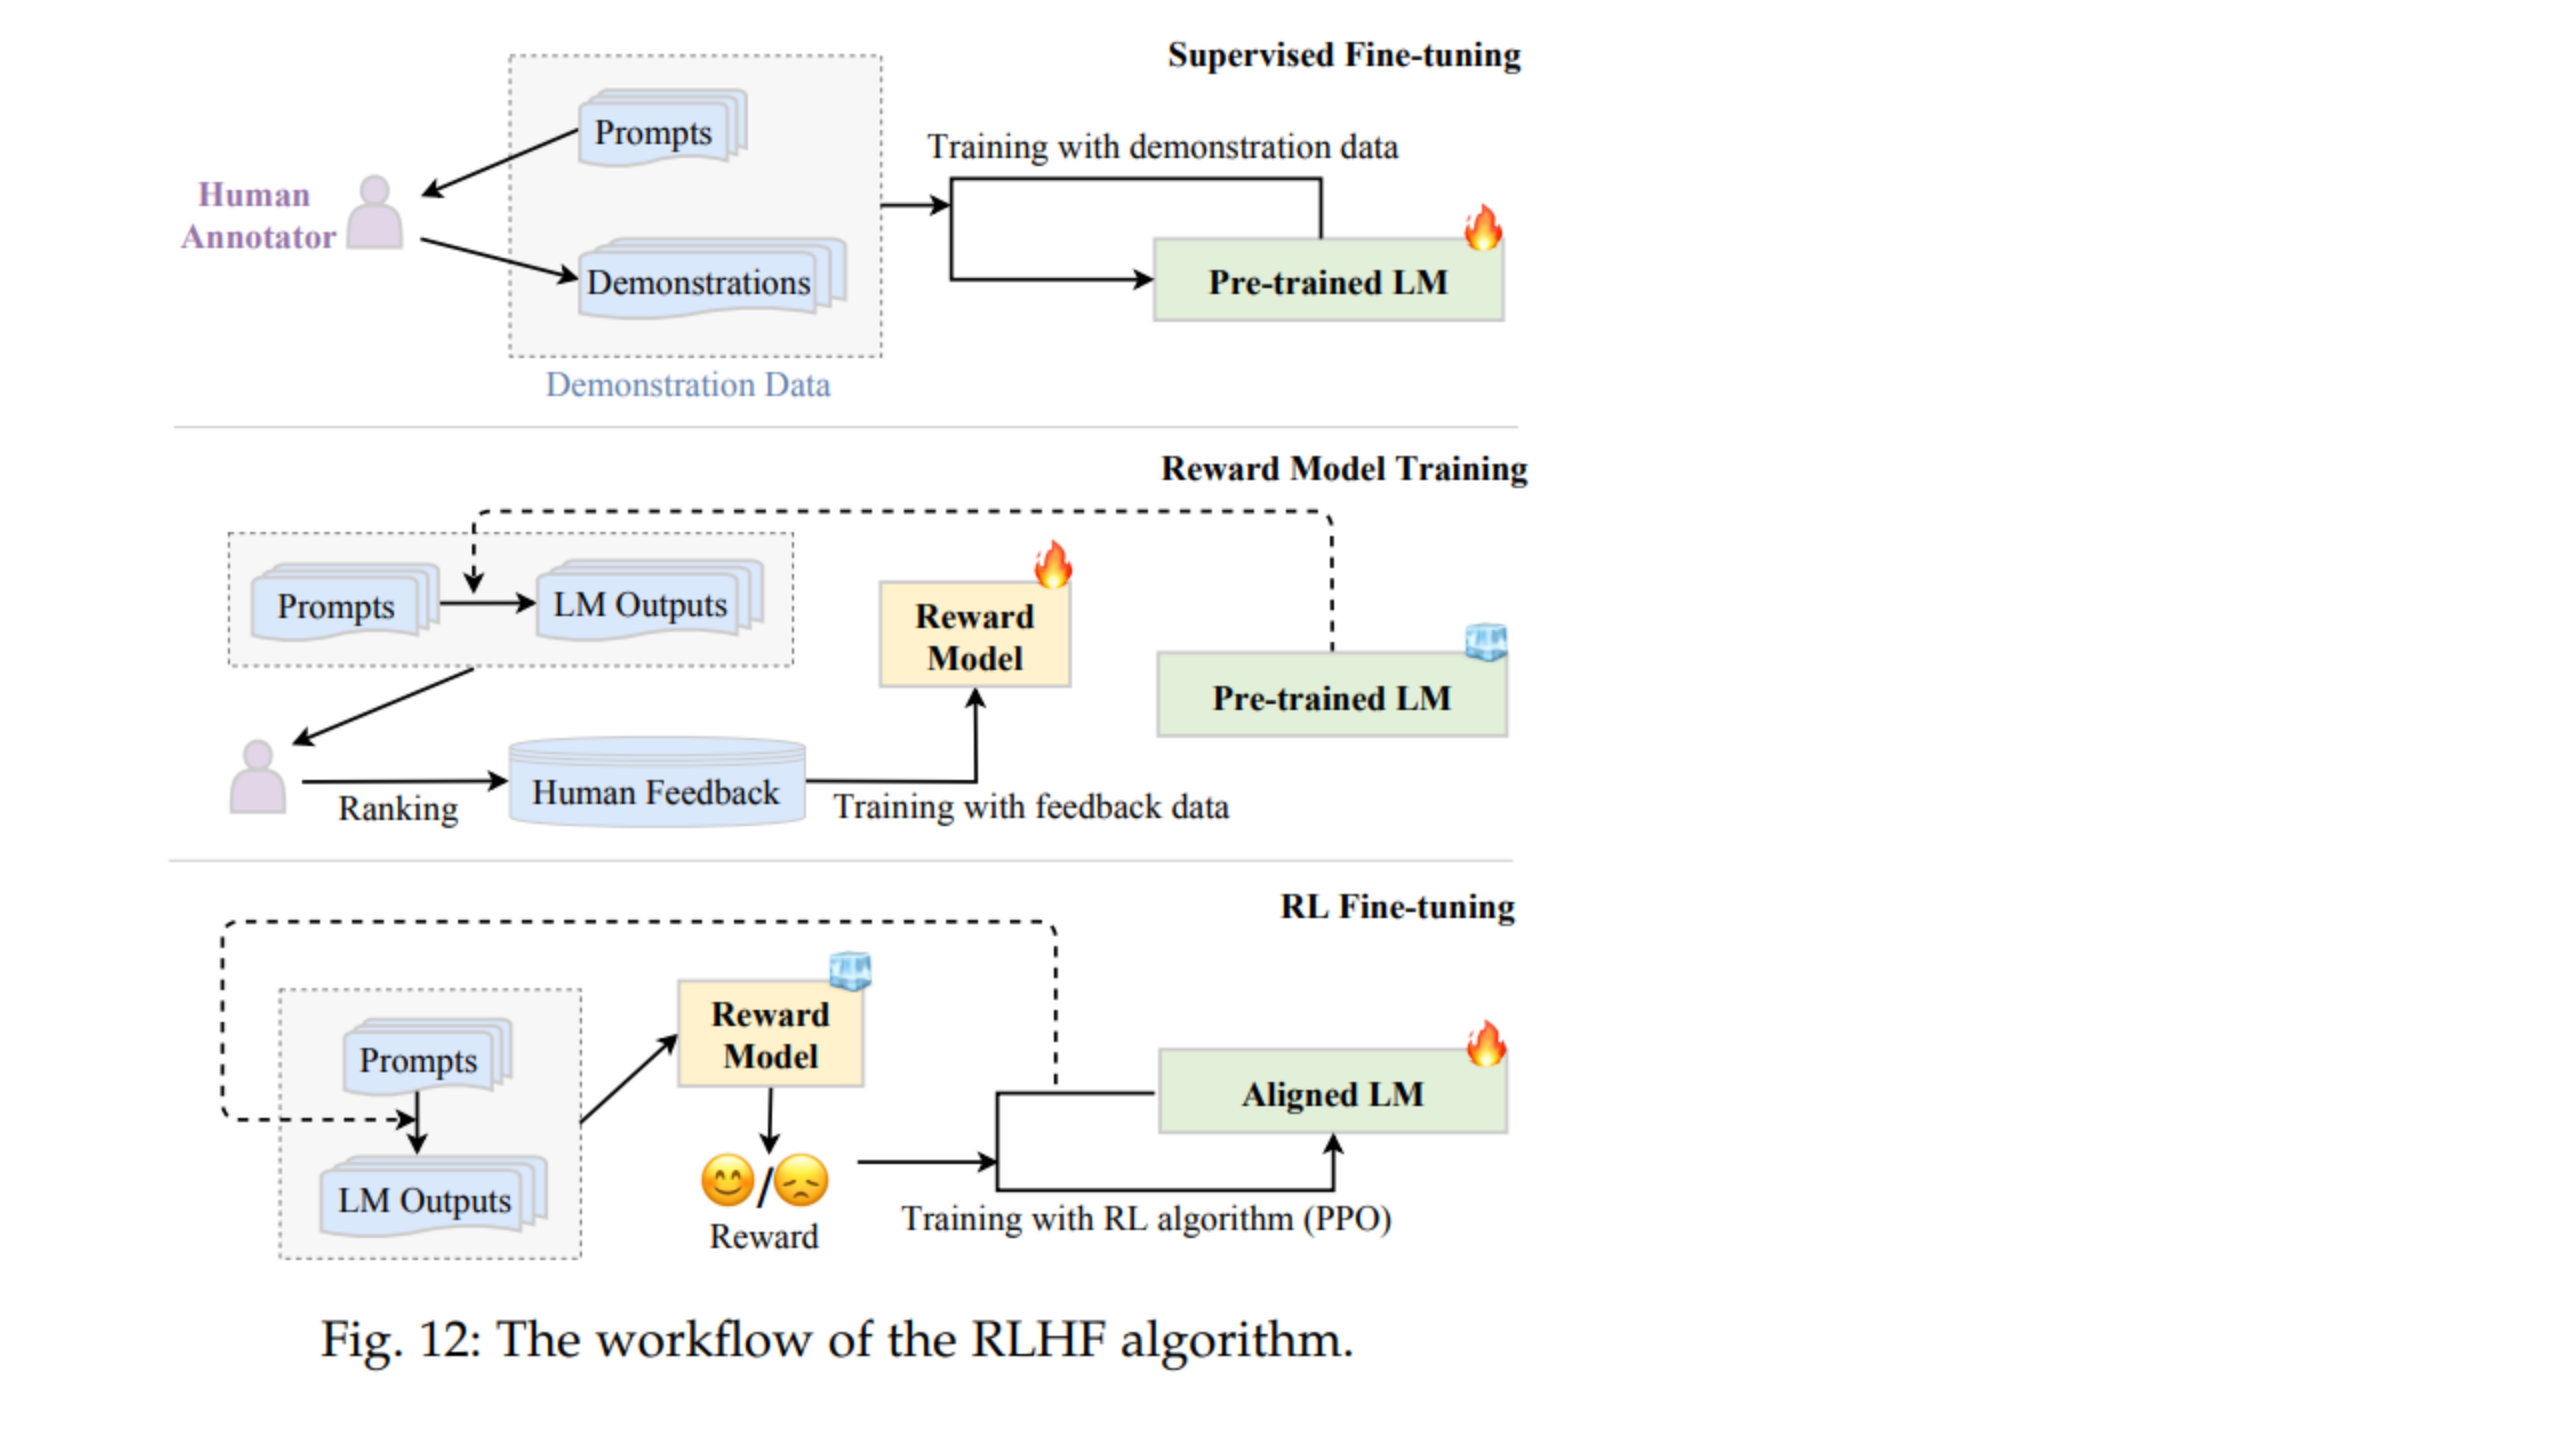 Supervised Fine-tuning
Prompts
Training with demonstration data
Human
Annotator
Demonstrations
Pre-trained LM
Demonstration Data
Reward Model Training
Prompts
LM Outputs
Reward
Model
Pre-trained LM
Human Feedback
Ranking
Training with feedback data
RL Fine-tuning
Reward
Model
Prompts
Aligned LM
LM Outputs
/
Reward
Training with RL algorithm (PPO)
Fig. 12: The workflow of the RLHF algorithm.